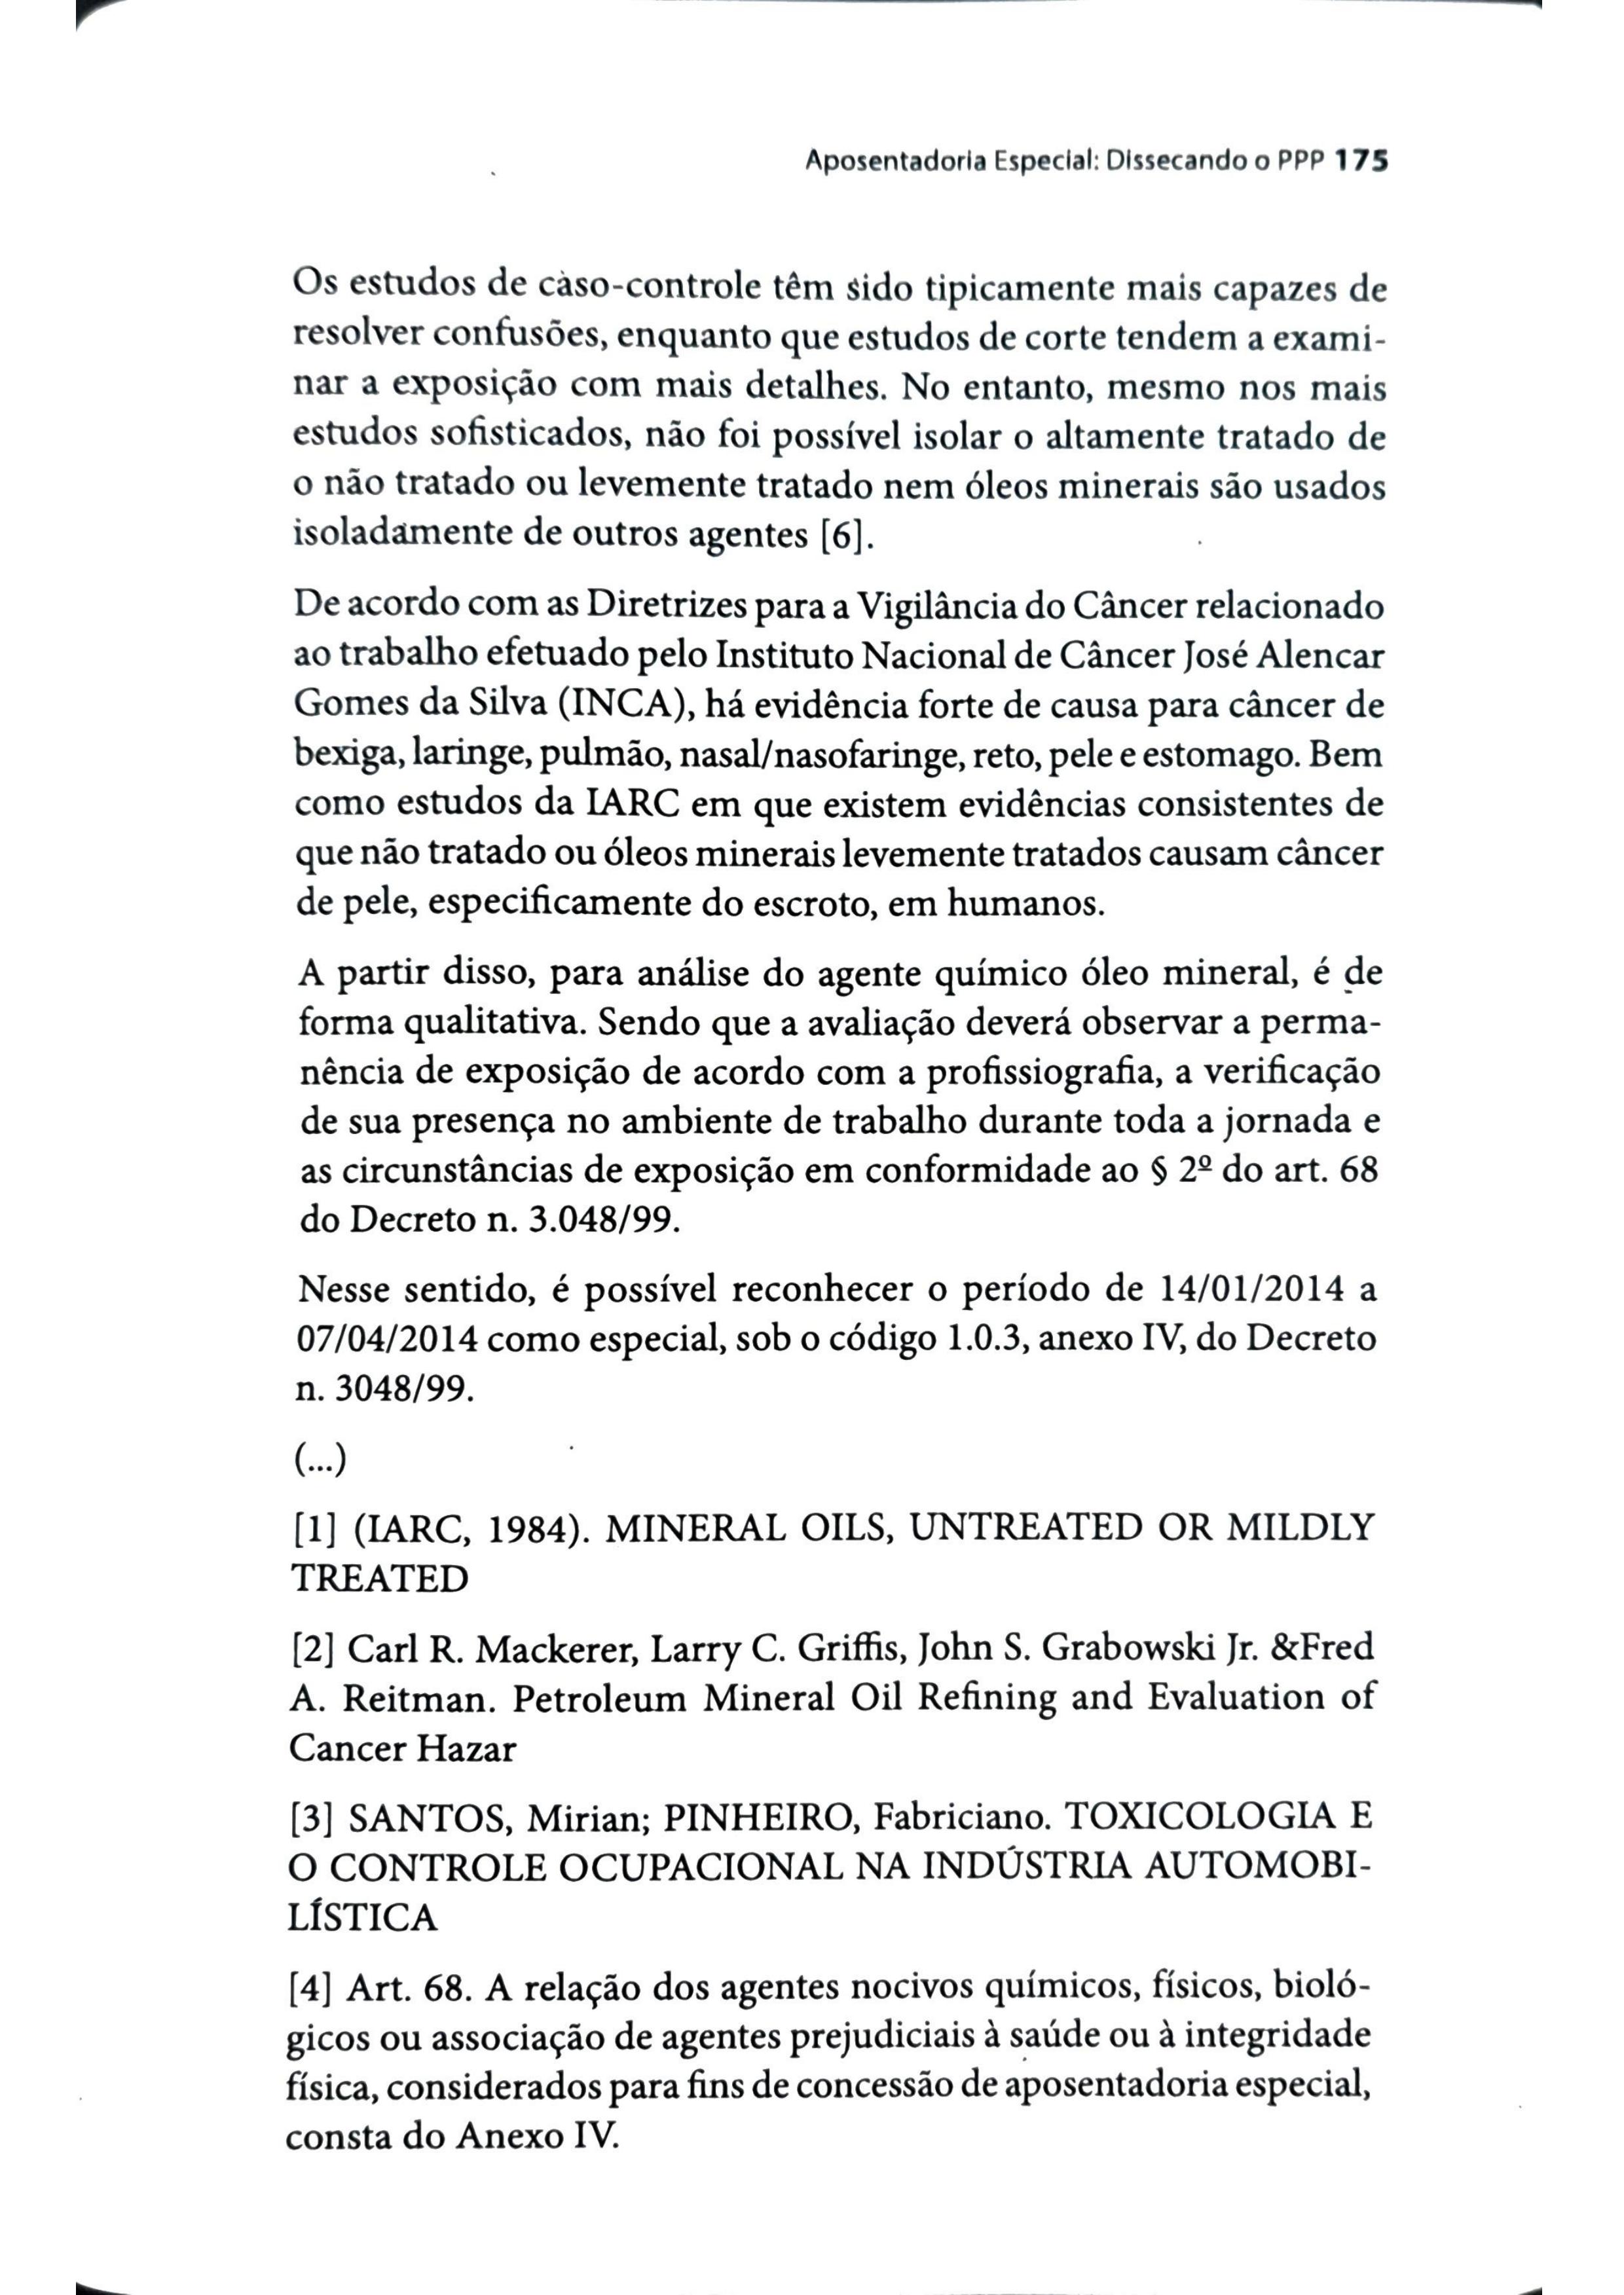 Aposentadoria Especial: Dissecando o PPP 175
Os estudos de càso-controle têm sido tipicamente mais capazes de
resolver confusões, enquanto que estudos de corte tendem a exami-
nar a exposição com mais detalhes. No entanto, mesmo nos mais
estudos sofisticados, não foi possível isolar o altamente tratado de
o não tratado ou levemente tratado nem óleos minerais são usados
isoladamente de outros agentes [6].
De acordo com as Diretrizes para a Vigilância do Câncer relacionado
ao trabalho efetuado pelo Instituto Nacional de Câncer José Alencar
Gomes da Silva (INCA), há evidência forte de causa para câncer de
bexiga, laringe, pulmão, nasal/nasofaringe, reto, pele e estomago. Bem
como estudos da IARC em que existem evidências consistentes de
que não tratado ou óleos minerais levemente tratados causam câncer
de pele, especificamente do escroto, em humanos.
A partir disso, para análise do agente químico óleo mineral, é de
forma qualitativa. Sendo que a avaliação deverá observar a perma-
nência de exposição de acordo com a profissiografia, a verificação
de sua presença no ambiente de trabalho durante toda a jornada e
as circunstâncias de exposição em conformidade ao § 2º do art. 68
do Decreto n. 3.048/99.
Nesse sentido, é possível reconhecer o período de 14/01/2014 a
07/04/2014 como especial, sob o código 1.0.3, anexo IV, do Decreto
n. 3048/99.
(...)
[1] (IARC, 1984). MINERAL OILS, UNTREATED OR MILDLY
TREATED
[2] Carl R. Mackerer, Larry C. Griffis, John S. Grabowski Jr. &Fred
A. Reitman. Petroleum Mineral Oil Refining and Evaluation of
Cancer Hazar
[3] SANTOS, Mirian; PINHEIRO, Fabriciano. TOXICOLOGIA E
O CONTROLE OCUPACIONAL NA INDÚSTRIA AUTOMOBI-
LÍSTICA
[4] Art. 68. A relação dos agentes nocivos químicos, físicos, bioló-
gicos ou associação de agentes prejudiciais à saúde ou à integridade
física, considerados para fins de concessão de aposentadoria especial,
consta do Anexo IV.